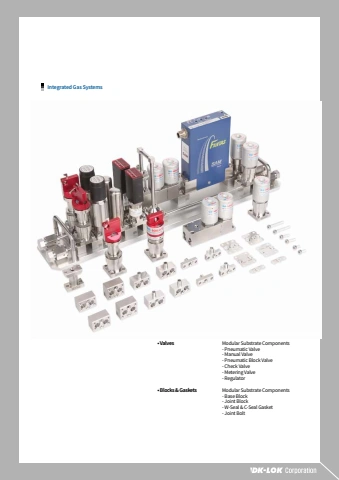 Integrated Gas Systems
• Valves
Modular Substrate Components
- Pneumatic Valve
- Manual Valve
- Pneumatic Block Valve
- Check Valve
- Metering Valve
- Regulator
• Blocks & Gaskets
Modular Substrate Components
- Base Block
- Joint Block
- W-Seal & C-Seal Gasket
- Joint Bolt
DK-LOK Corporation